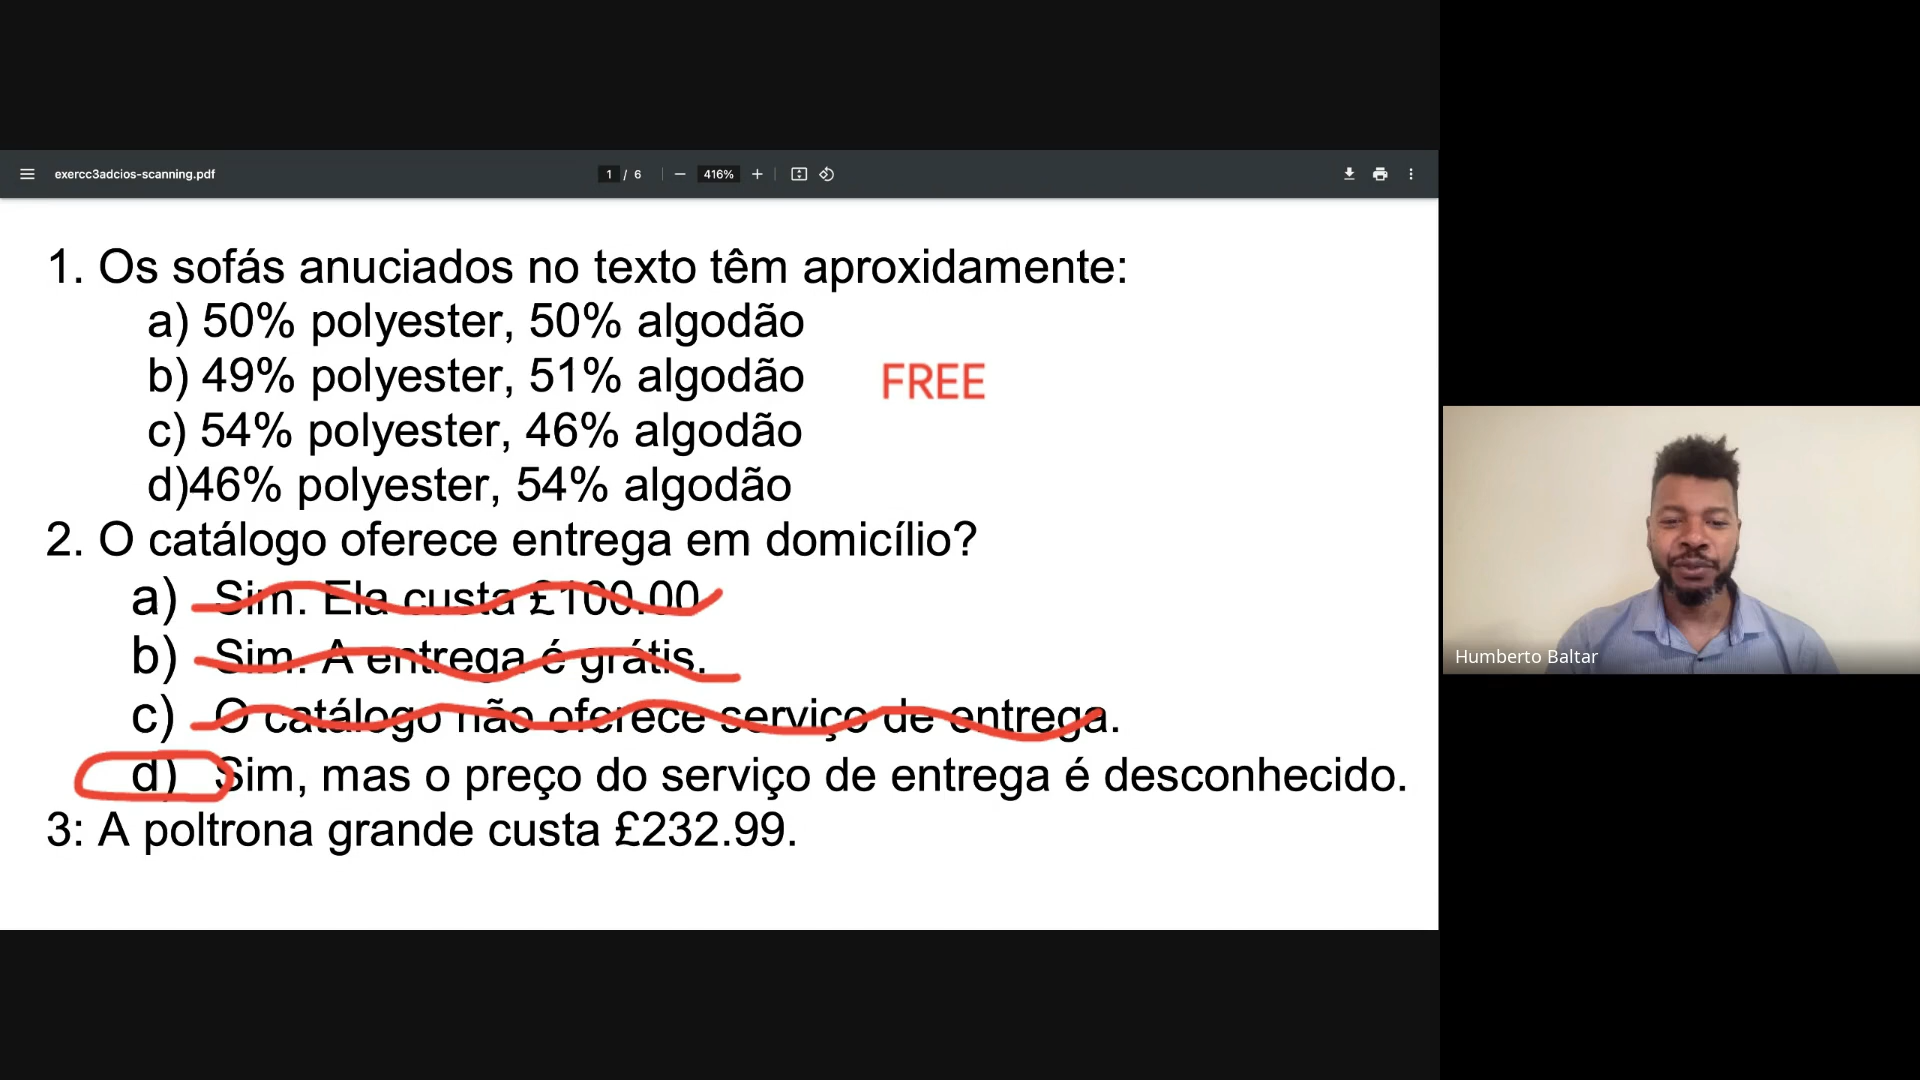 exercc3adcios-scanning.pdf
1 / 6
416%
1. Os sofás anuciados no texto têm aproxidamente:
a) 50% polyester, 50% algodão
b) 49% polyester, 51% algodão
FREE
c) 54% polyester, 46% algodão
d)46% polyester, 54% algodão
2. O catálogo oferece entrega em domicílio?
a) Sim. Ela custa £100.00.
b) Sim. A entrega é grátis.
c) O catálogo não oferece serviço de entrega.
d) Sim, mas o preço do serviço de entrega é desconhecido.
3: A poltrona grande custa £232.99.
Humberto Baltar